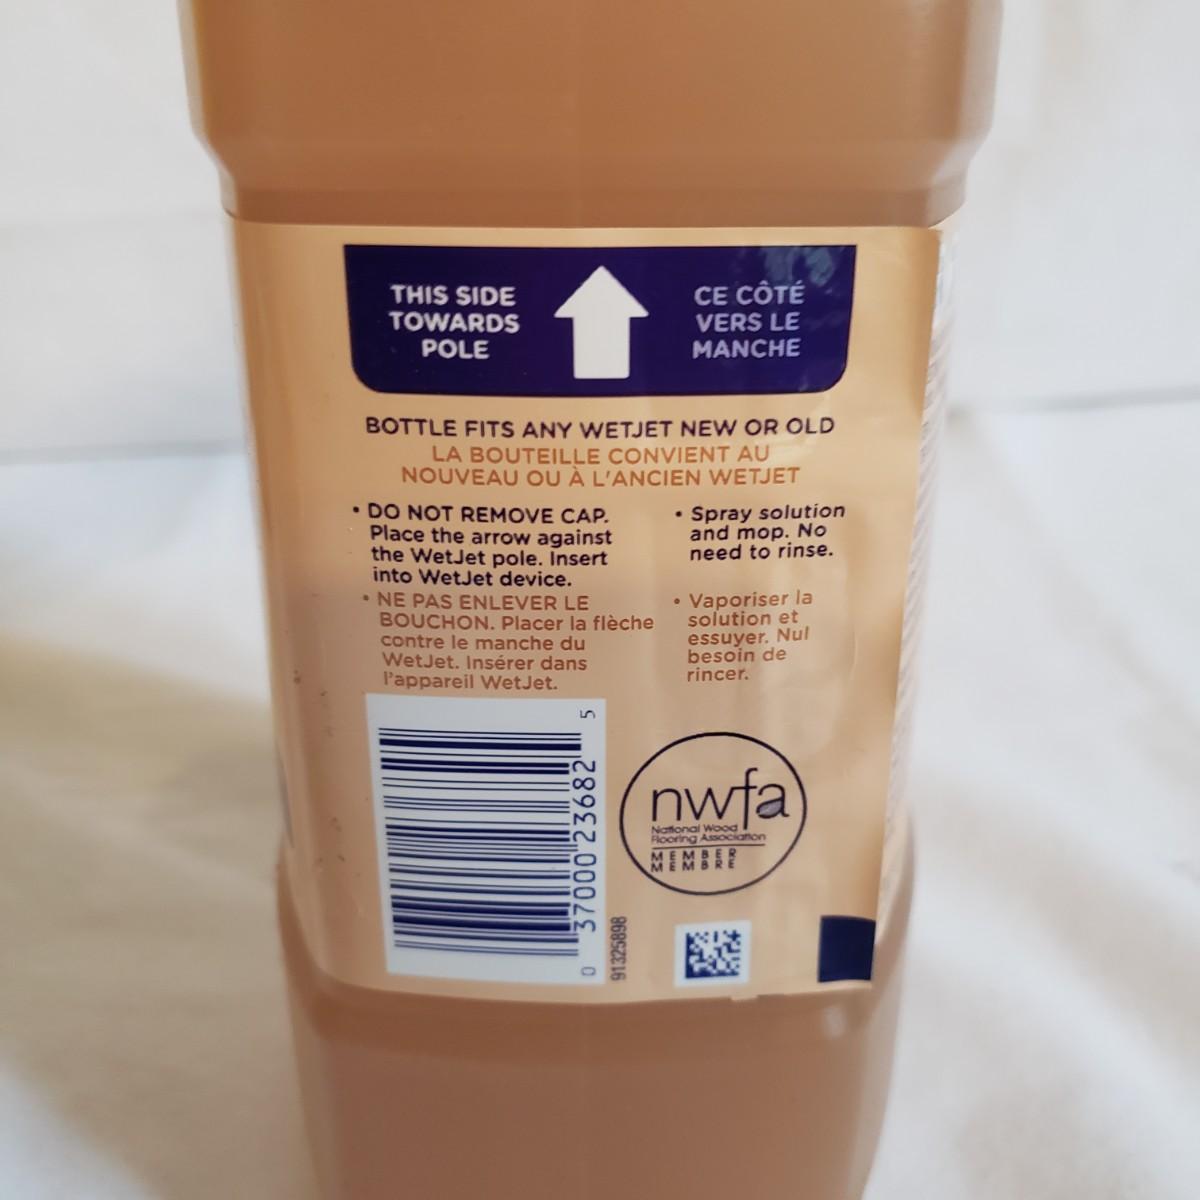 THIS SIDE
TOWARDS
POLE
CE CÔTÉ
VERS LE
MANCHE
BOTTLE FITS ANY WETJET NEW OR OLD
LA BOUTEILLE CONVIENT AU
NOUVEAU OU À L'ANCIEN WETJET
• DO NOT REMOVE CAP.
Place the arrow against
the WetJet pole. Insert
into WetJet device.
• Spray solution
and mop. No
need to rinse.
• NE PAS ENLEVER LE
BOUCHON. Placer la flèche
contre le manche du
WetJet. Insérer dans
l'appareil WetJet.
• Vaporiser la
solution et
essuyer. Nul
besoin de
rincer.
0 37000 23682 5
91325898
nwfa
National Wood
Flooring Association
MEMBER
MEMBRE